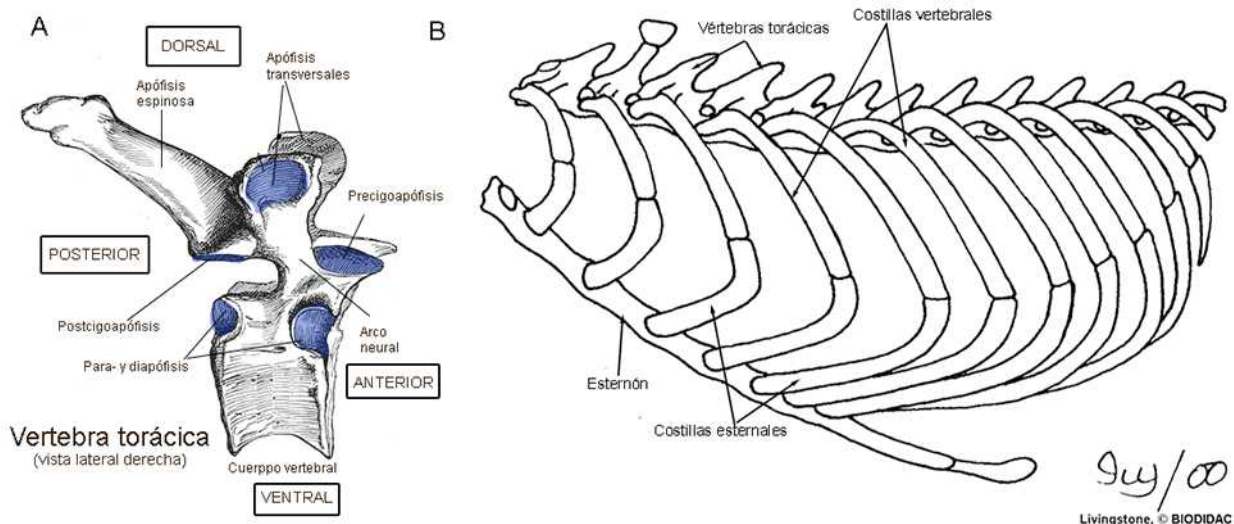 A
DORSAL
Apófisis
transversales
Apófisis
espinosa
Precigoapófisis
POSTERIOR
Postcigoapófisis
Arco
neural
Para- y diapófisis
ANTERIOR
Vertebra torácica
(vista lateral derecha)
Cuerppo vertebral
VENTRAL
B
Costillas vertebrales
Vértebras torácicas
Esternón
Costillas esternales
/00
Livingstone, © BIODIDAC